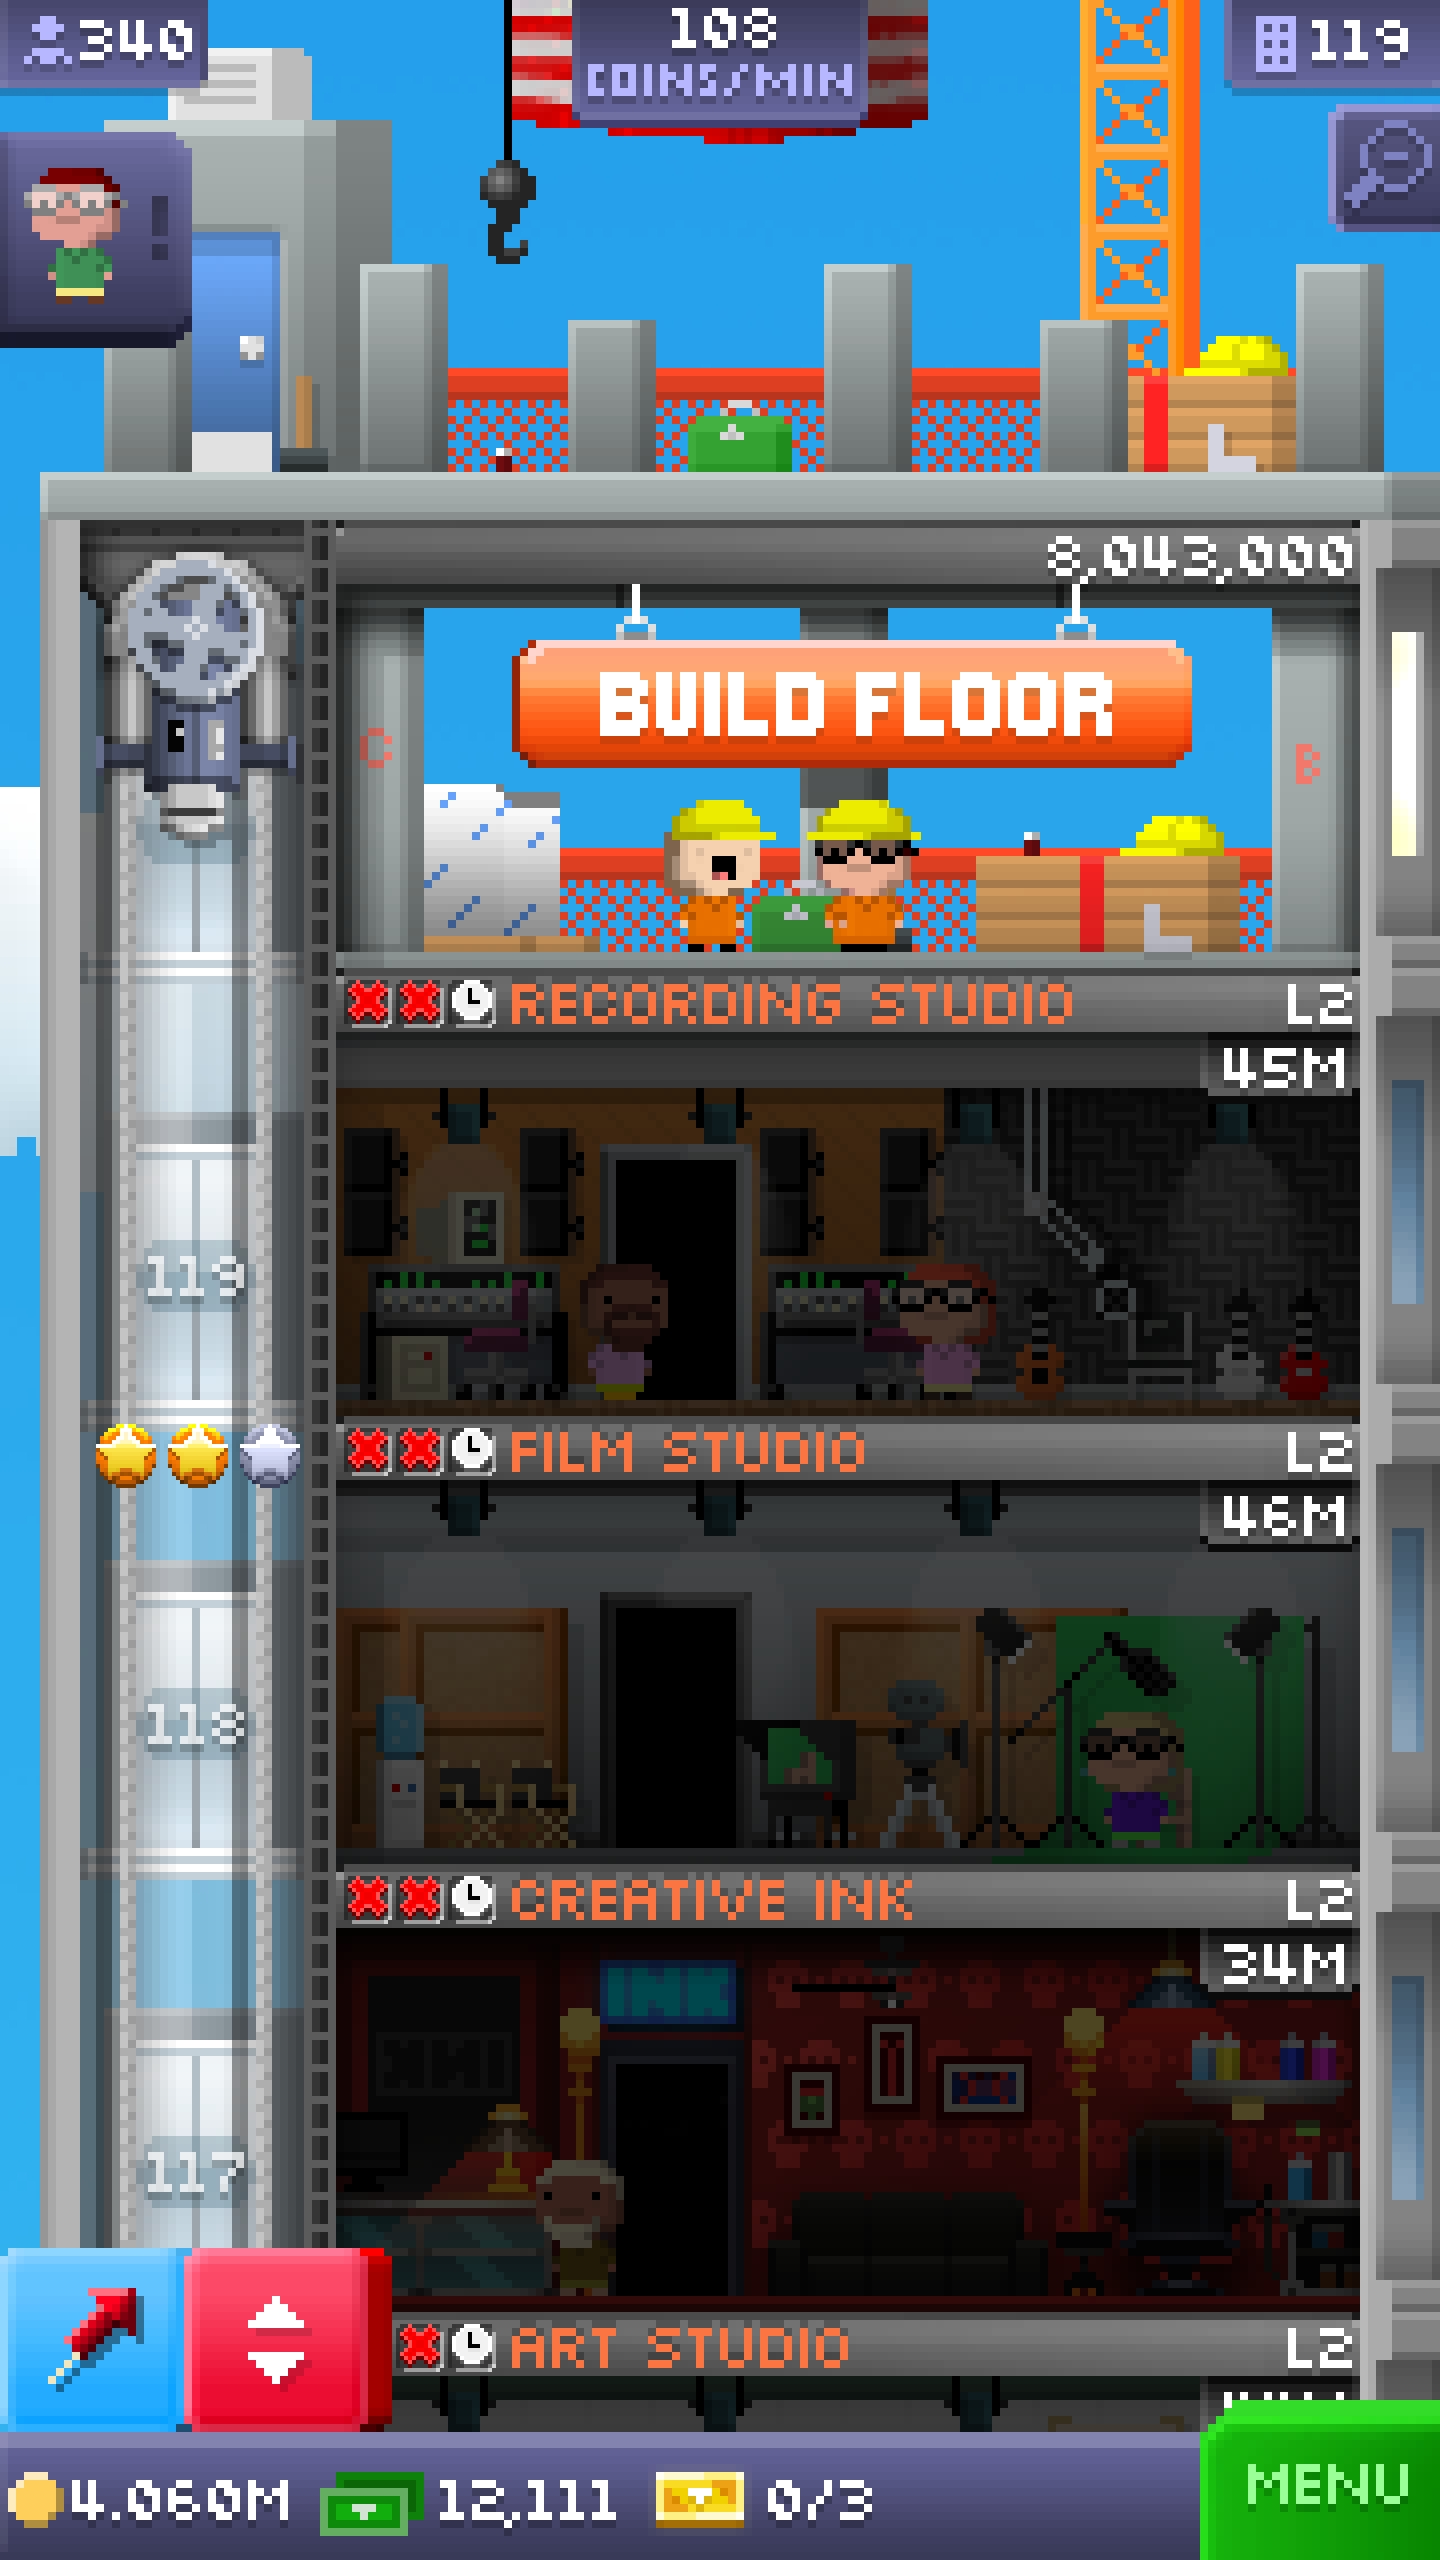 340
108
COINS/MIN
119
8,043,000
BUILD FLOOR
C
B
RECORDING STUDIO L2
45M
119
FILM STUDIO L2
46M
118
CREATIVE INK L2
34M
INK
117
ART STUDIO L2
4.060M 12,111 0/3
MENU